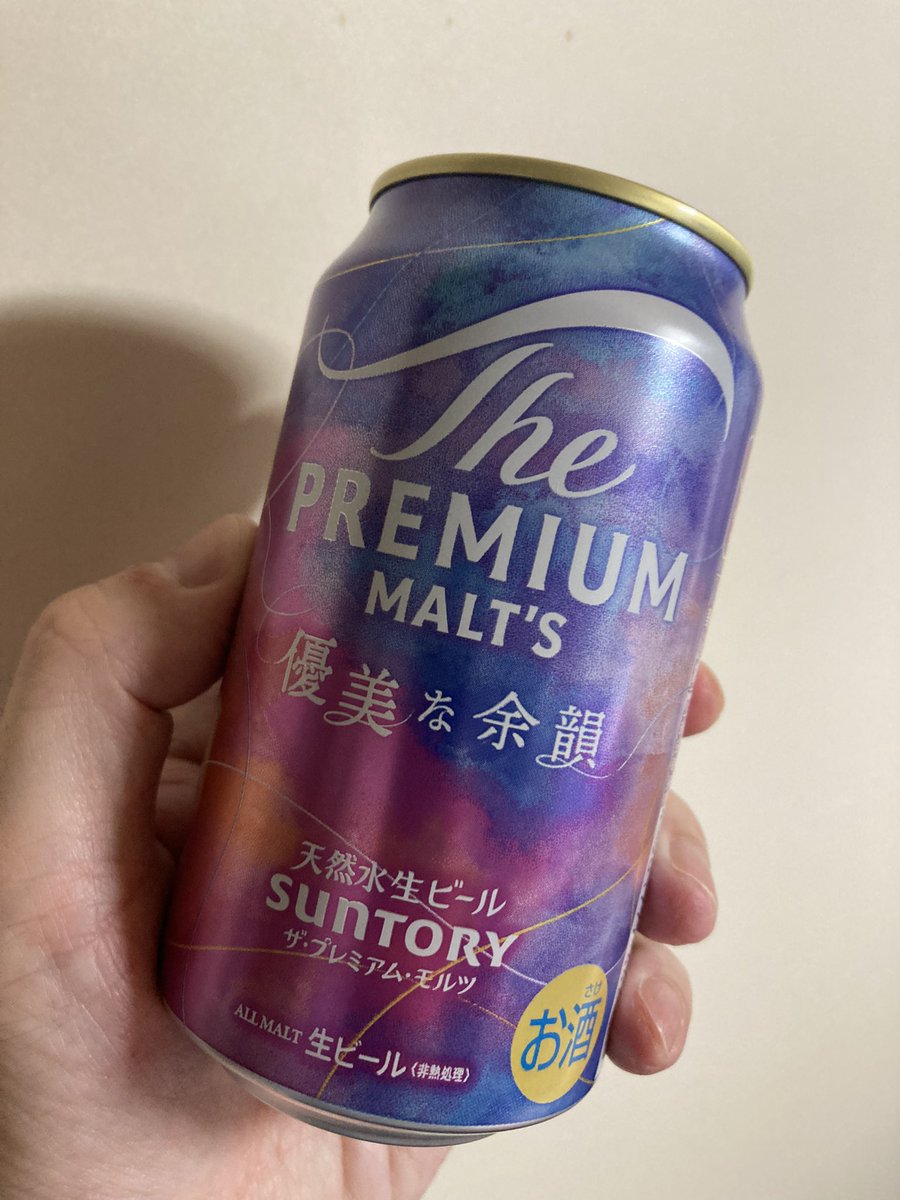 The
PREMIUM
MALT'S
優美な余韻
天然水生ビール
SUNTORY
ザ・プレミアム・モルツ
ALL MALT 生ビール〈非熱処理〉
さけ
お酒